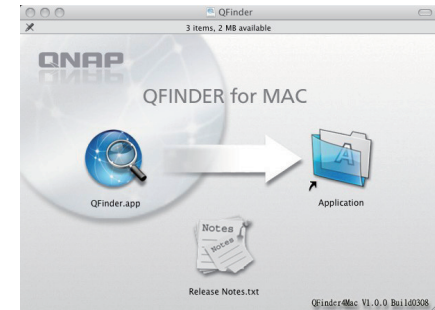 QFinder
3 items, 2 MB available
QNAP
QFINDER for MAC
A
QFinder.app
Application
Notes
Notes
Release Notes.txt
QFinder4Mac V1.0.0 Build0308